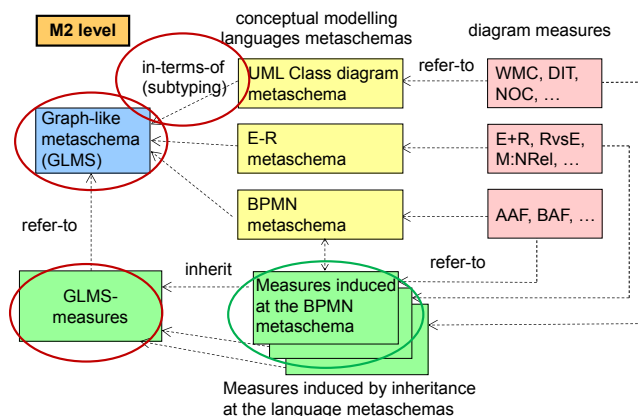 M2 level
conceptual modelling
languages metaschemas
diagram measures
in-terms-of
(subtyping)
UML Class diagram
metaschema
refer-to
WMC, DIT,
NOC, …
Graph-like
metaschema
(GLMS)
E-R
metaschema
E+R, RvsE,
M:NRel, …
BPMN
metaschema
AAF, BAF, …
refer-to
inherit
refer-to
GLMS-
measures
Measures induced
at the BPMN
metaschema
Measures induced by inheritance
at the language metaschemas